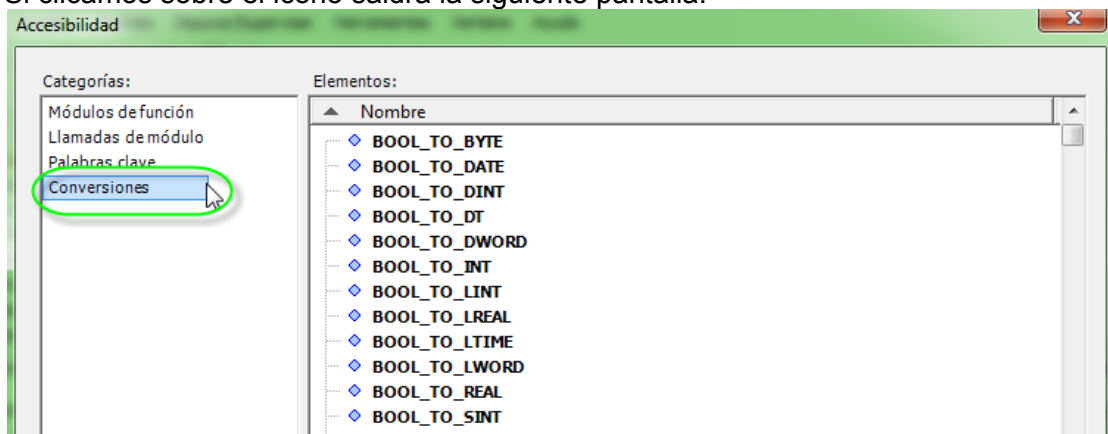 Si clicamos sobre el icono saldrá la siguiente pantalla:
Accesibilidad
Categorías:
Módulos de función
Llamadas de módulo
Palabras clave
Conversiones
Elementos:
Nombre
BOOL_TO_BYTE
BOOL_TO_DATE
BOOL_TO_DINT
BOOL_TO_DT
BOOL_TO_DWORD
BOOL_TO_INT
BOOL_TO_LINT
BOOL_TO_LREAL
BOOL_TO_LTIME
BOOL_TO_LWORD
BOOL_TO_REAL
BOOL_TO_SINT